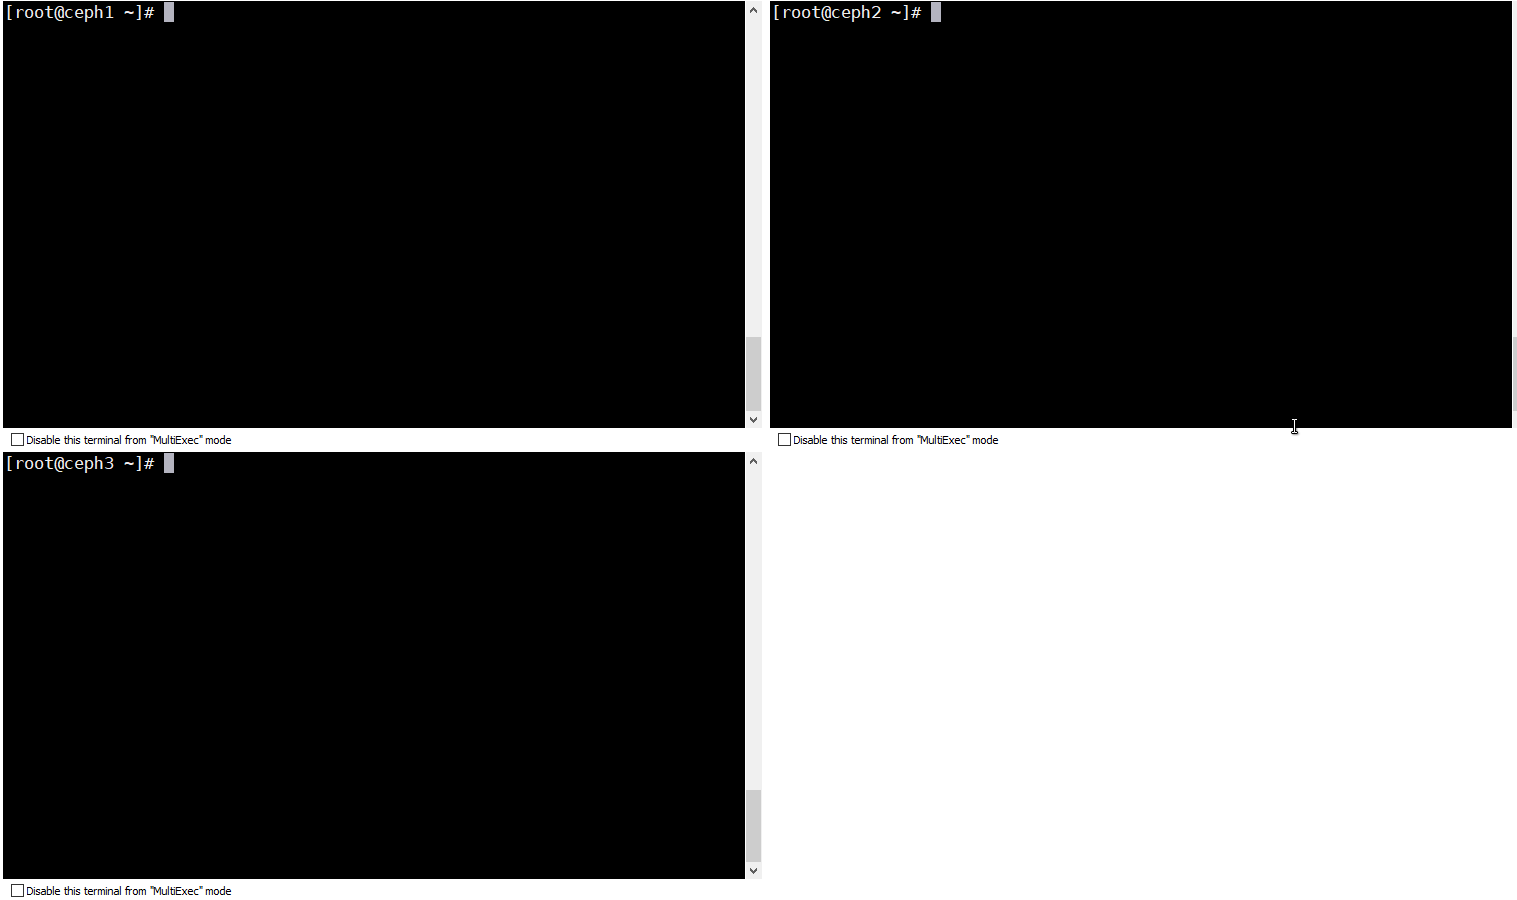 [root@ceph1 ~]#
Disable this terminal from "MultiExec" mode
[root@ceph2 ~]#
Disable this terminal from "MultiExec" mode
[root@ceph3 ~]#
Disable this terminal from "MultiExec" mode